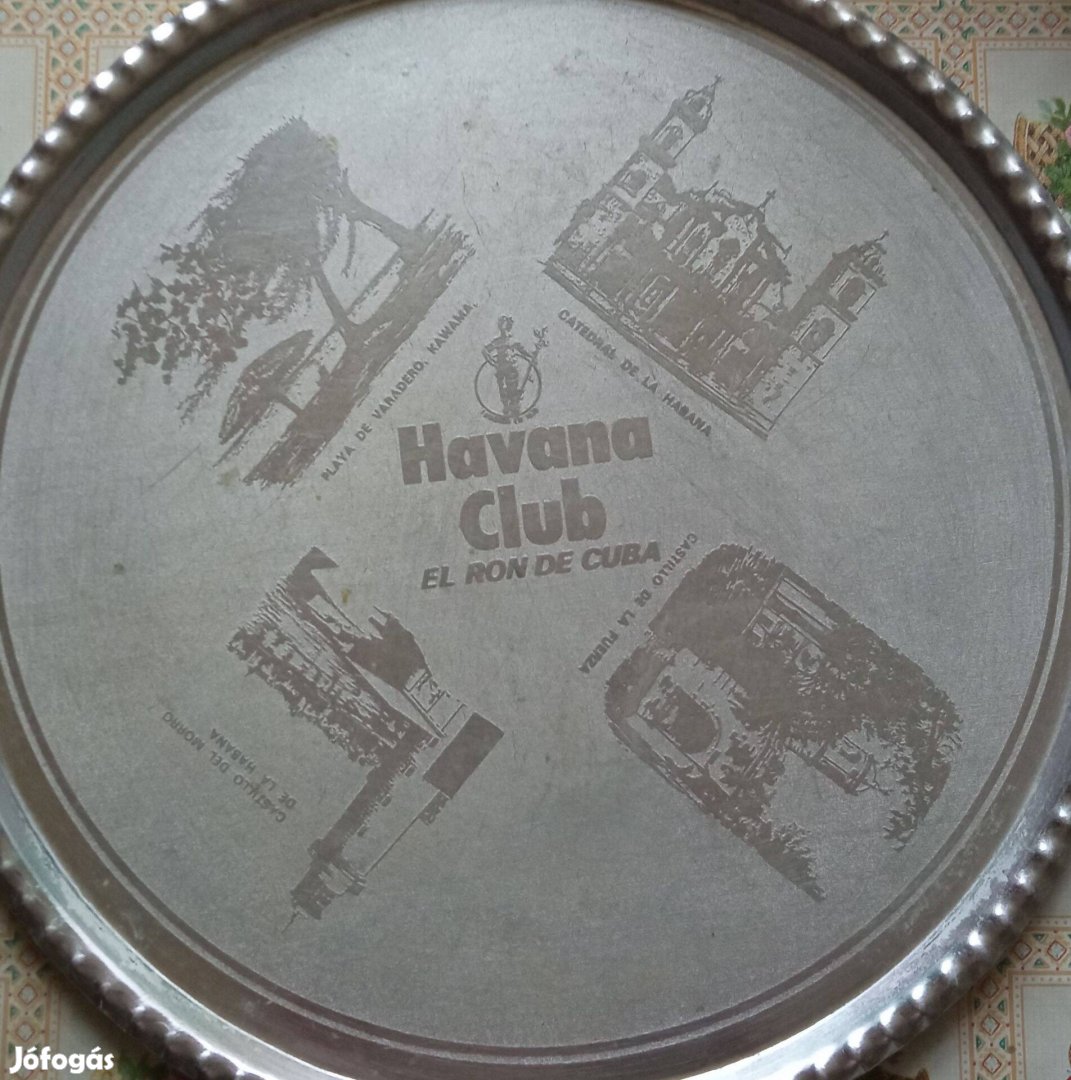 PLAYA DE VARADERO. KAWAMA.
CATEDRAL DE LA HABANA
Havana
Club
EL RON DE CUBA
CASTILLO DE LA FUERZA
CASTILLO DEL MORRO
DE LA HABANA
Jófogás